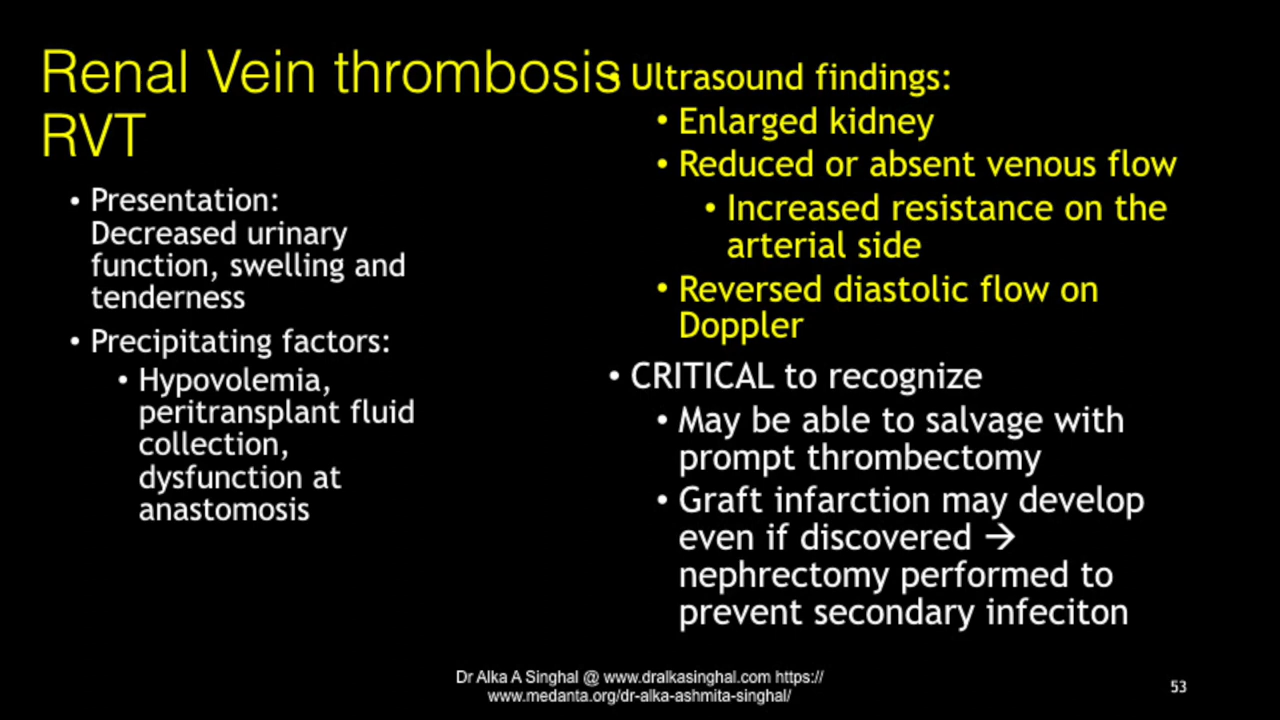 Renal Vein thrombosis
RVT
• Presentation:
Decreased urinary
function, swelling and
tenderness
• Precipitating factors:
• Hypovolemia,
peritransplant fluid
collection,
dysfunction at
anastomosis
• Ultrasound findings:
• Enlarged kidney
• Reduced or absent venous flow
• Increased resistance on the
arterial side
• Reversed diastolic flow on
Doppler
• CRITICAL to recognize
• May be able to salvage with
prompt thrombectomy
• Graft infarction may develop
even if discovered →
nephrectomy performed to
prevent secondary infeciton
Dr Alka A Singhal @ www.dralkasinghal.com https://
www.medanta.org/dr-alka-ashmita-singhal/
53